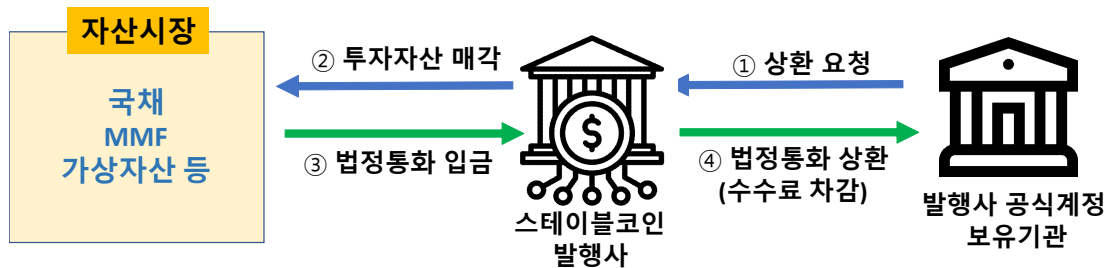 자산시장
국채
MMF
가상자산 등
② 투자자산 매각
③ 법정통화 입금
$
스테이블코인
발행사
① 상환 요청
④ 법정통화 상환
(수수료 차감)
발행사 공식계정
보유기관